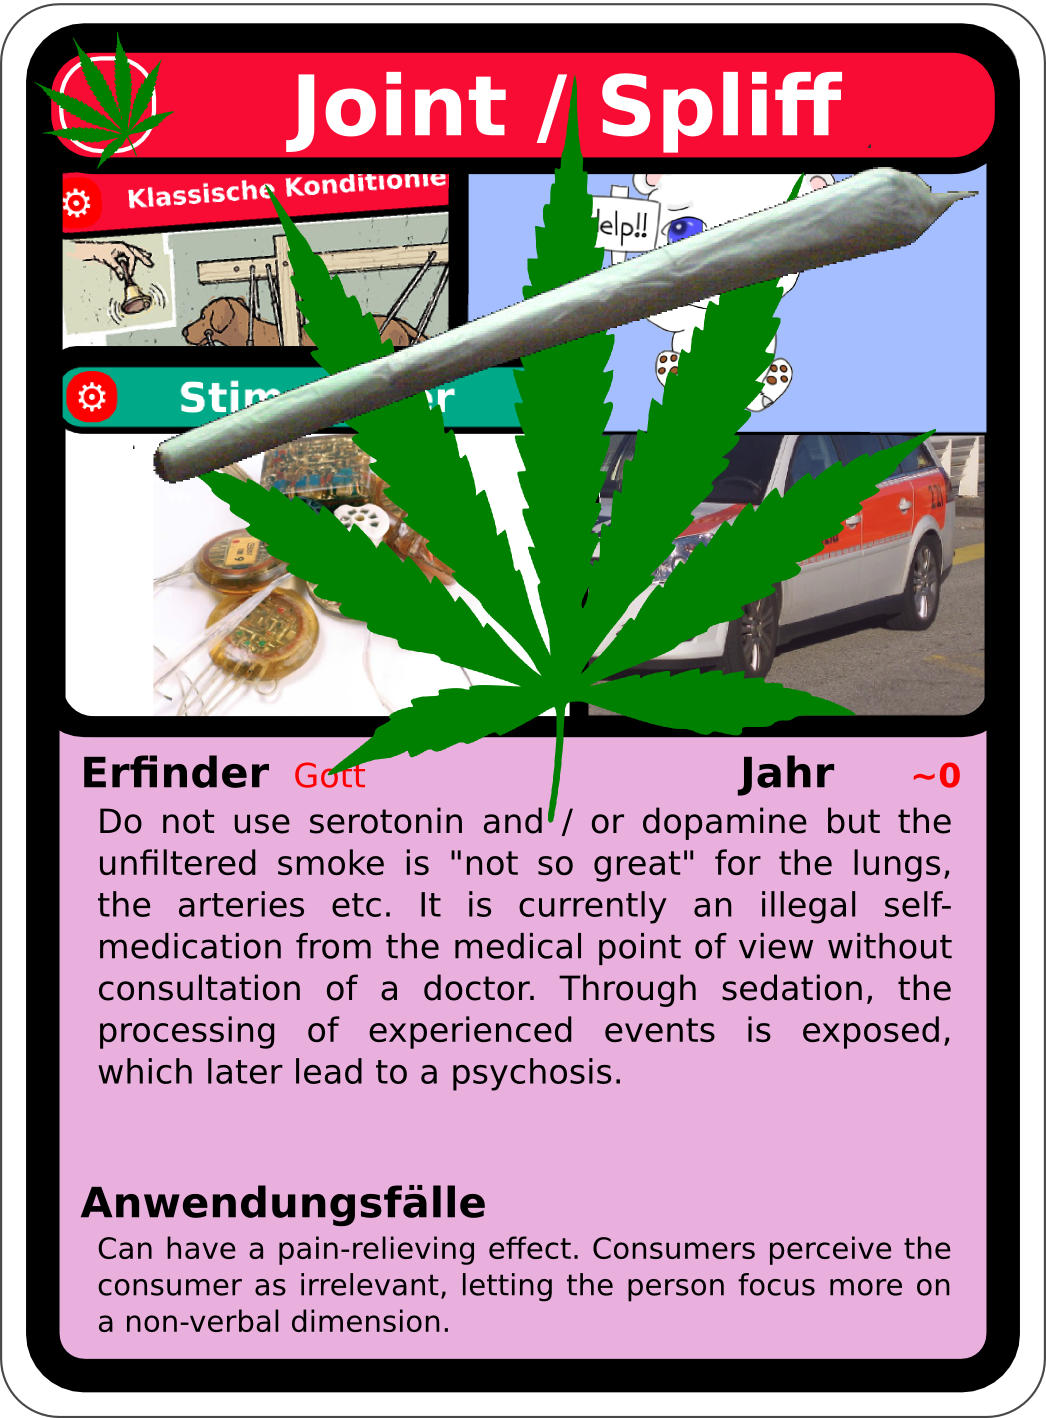 Joint / Spliff
Klassische Konditionie
elp!!
Stim
er
Erfinder Gott Jahr ~0
Do not use serotonin and / or dopamine but the
unfiltered smoke is "not so great" for the lungs,
the arteries etc. It is currently an illegal self-
medication from the medical point of view without
consultation of a doctor. Through sedation, the
processing of experienced events is exposed,
which later lead to a psychosis.
Anwendungsfälle
Can have a pain-relieving effect. Consumers perceive the
consumer as irrelevant, letting the person focus more on
a non-verbal dimension.